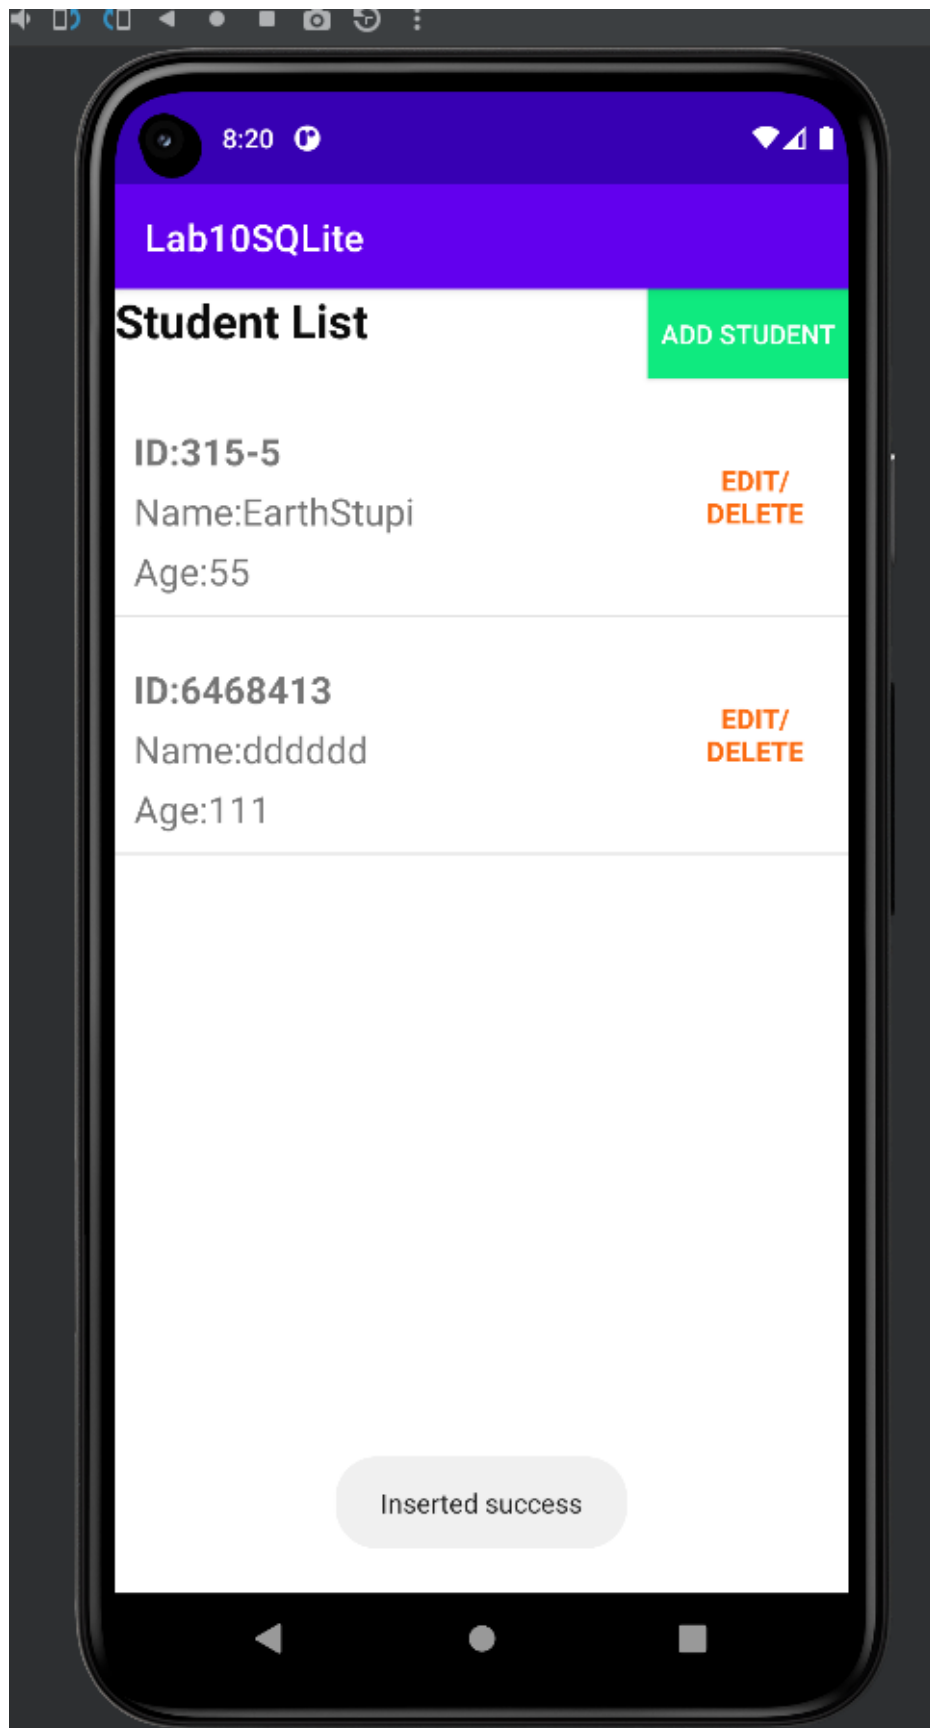 8:20
Lab10SQLite
Student List
ADD STUDENT
ID:315-5
Name:EarthStupi
Age:55
EDIT/
DELETE
ID:6468413
Name:dddddd
Age:111
EDIT/
DELETE
Inserted success